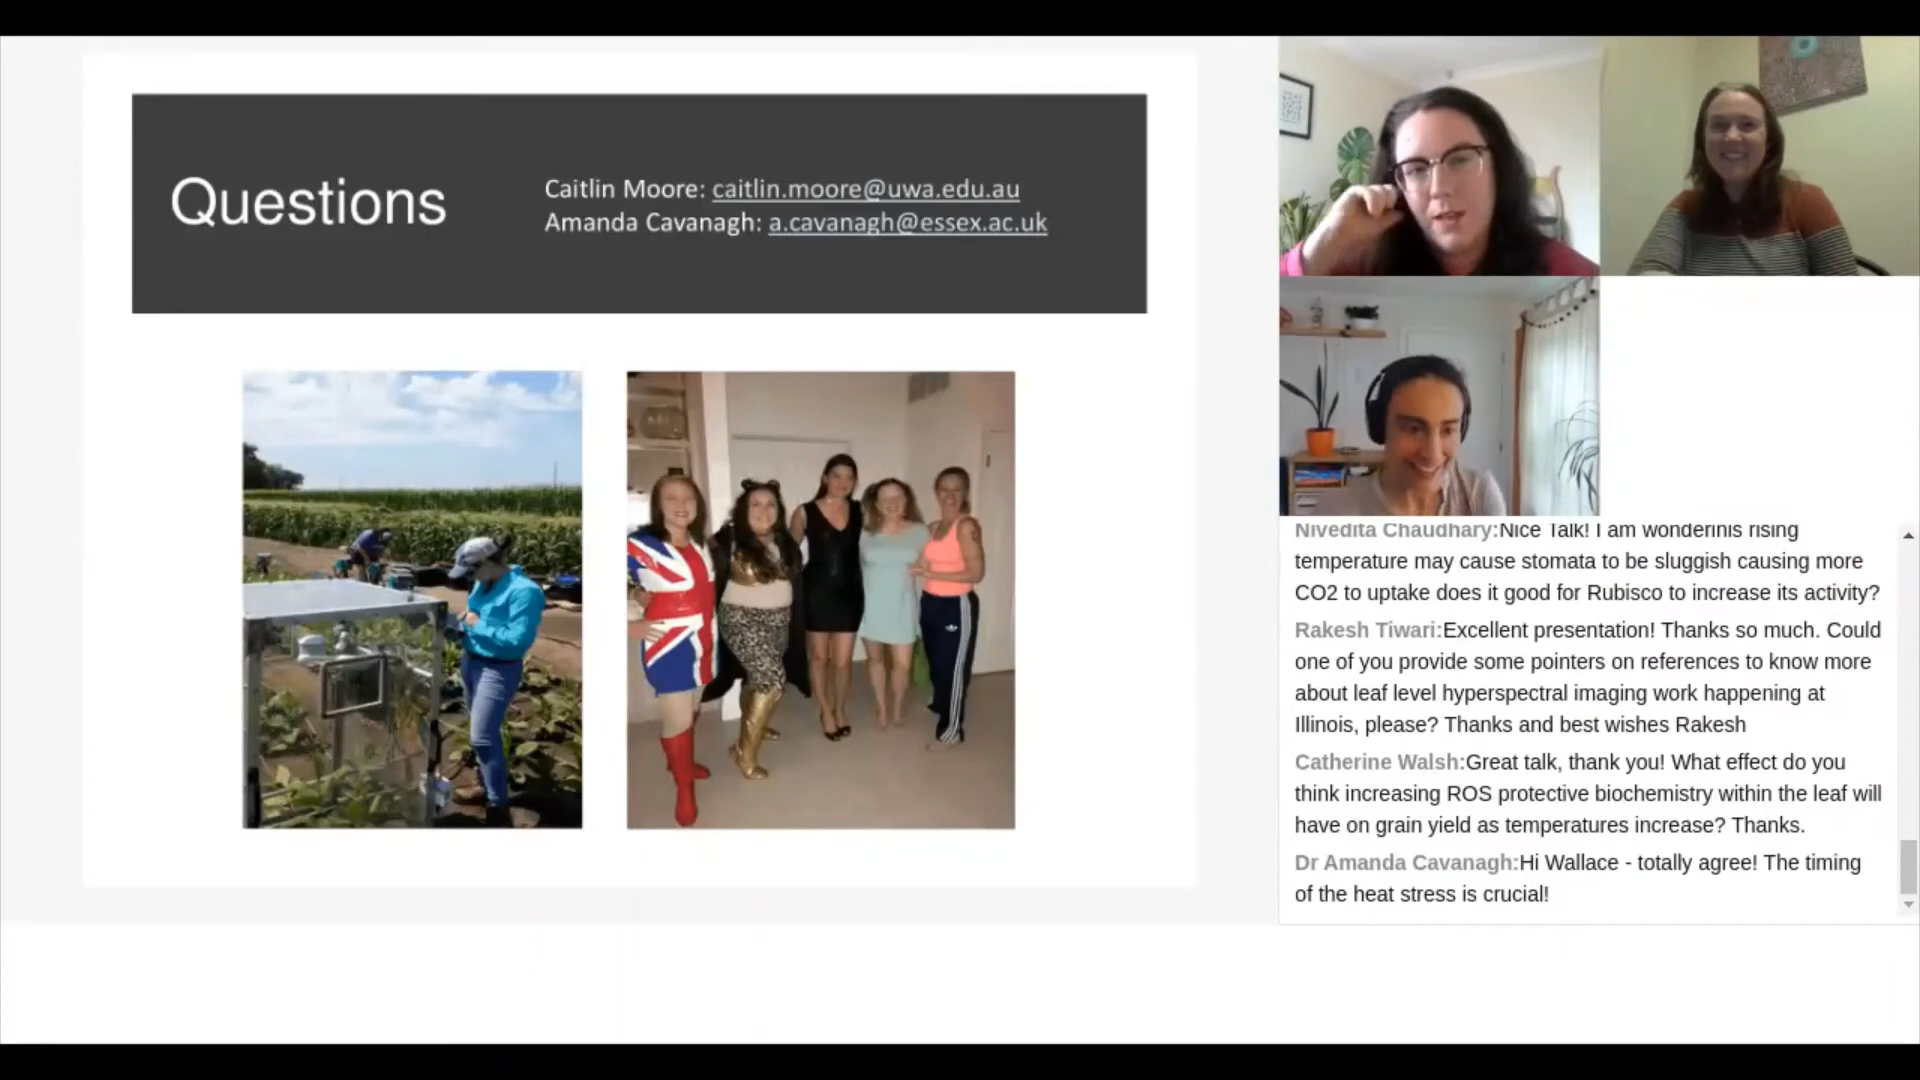 Questions
Caitlin Moore: caitlin.moore@uwa.edu.au
Amanda Cavanagh: a.cavanagh@essex.ac.uk
Nivedita Chaudhary:Nice Talk! I am wonderinis rising
temperature may cause stomata to be sluggish causing more
CO2 to uptake does it good for Rubisco to increase its activity?
Rakesh Tiwari:Excellent presentation! Thanks so much. Could
one of you provide some pointers on references to know more
about leaf level hyperspectral imaging work happening at
Illinois, please? Thanks and best wishes Rakesh
Catherine Walsh:Great talk, thank you! What effect do you
think increasing ROS protective biochemistry within the leaf will
have on grain yield as temperatures increase? Thanks.
Dr Amanda Cavanagh:Hi Wallace - totally agree! The timing
of the heat stress is crucial!